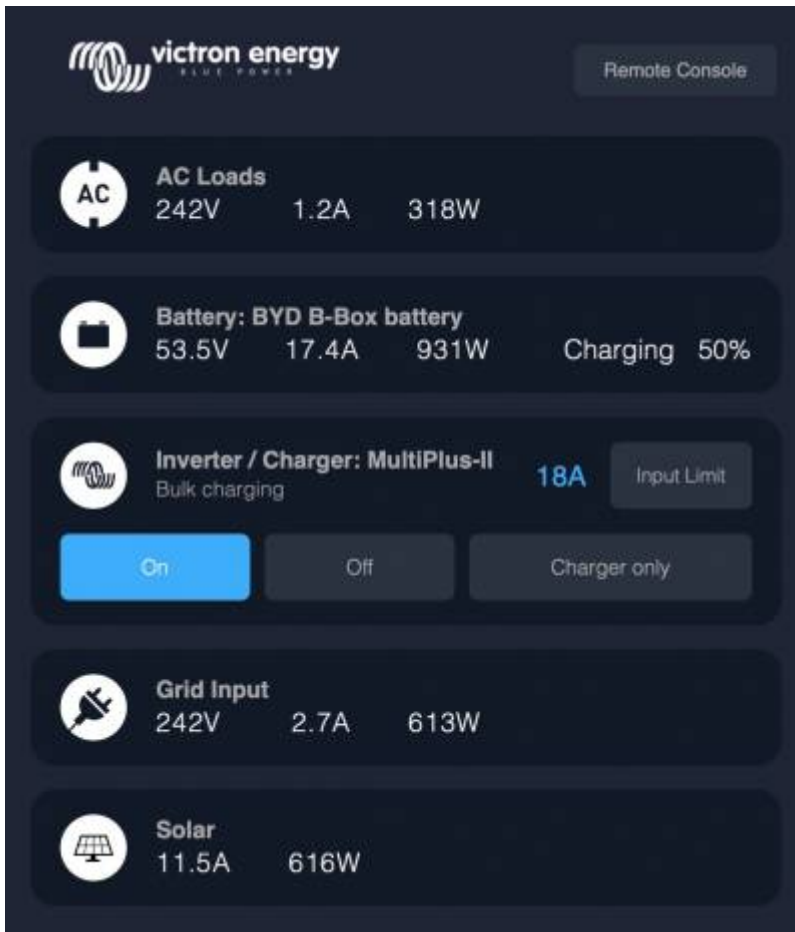 victron energy
BLUE POWER
Remote Console
AC
AC Loads
242V 1.2A 318W
Battery: BYD B-Box battery
53.5V 17.4A 931W Charging 50%
Inverter / Charger: MultiPlus-II
Bulk charging
18A Input Limit
On Off Charger only
Grid Input
242V 2.7A 613W
Solar
11.5A 616W